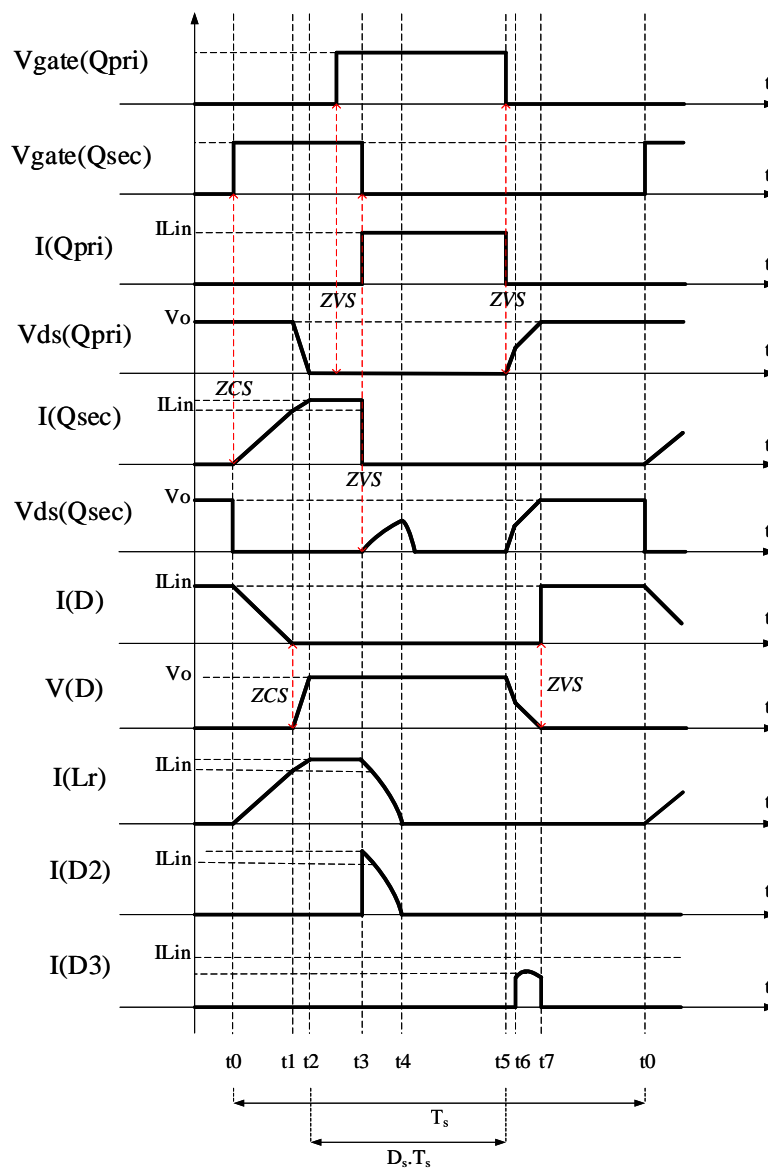 Vgate(Qpri)
t
Vgate(Qsec)
t
ILin
I(Qpri)
t
ZVS ZVS
Vo
Vds(Qpri)
t
ZCS
ILin
I(Qsec)
t
ZVS
Vo
Vds(Qsec)
t
ILin
I(D)
t
Vo
V(D)
ZCS
ZVS
t
ILin
I(Lr)
t
ILin
I(D2)
t
ILin
I(D3)
t
t0 t1 t2 t3 t4 t5 t6 t7 t0
Ts
Ds.Ts